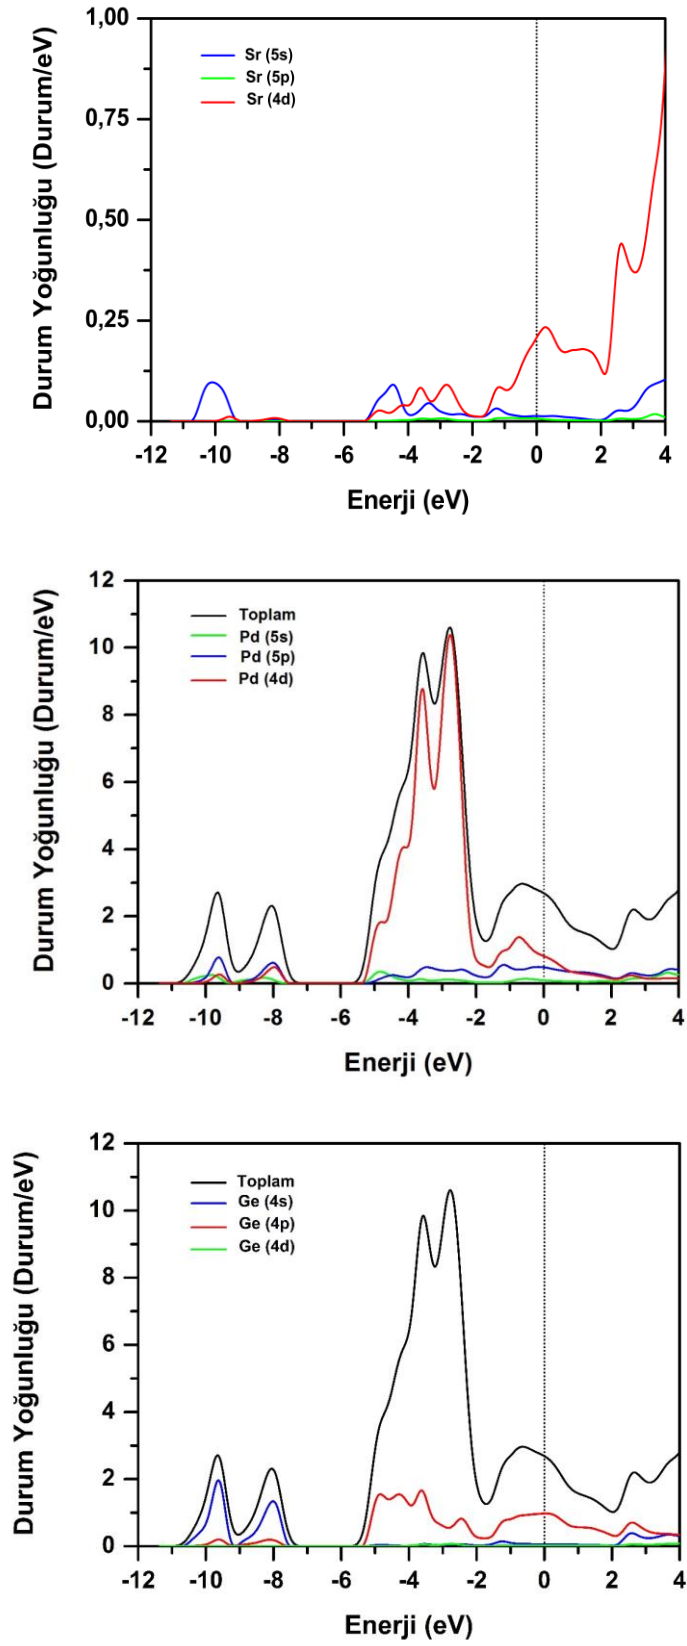 Durum Yoğunluğu (Durum/eV)
1,00
0,75
0,50
0,25
0,00
Sr (5s)
Sr (5p)
Sr (4d)
-12 -10 -8 -6 -4 -2 0 2 4
Enerji (eV)
Durum Yoğunluğu (Durum/eV)
12
10
8
6
4
2
0
Toplam
Pd (5s)
Pd (5p)
Pd (4d)
-12 -10 -8 -6 -4 -2 0 2 4
Enerji (eV)
Durum Yoğunluğu (Durum/eV)
12
10
8
6
4
2
0
Toplam
Ge (4s)
Ge (4p)
Ge (4d)
-12 -10 -8 -6 -4 -2 0 2 4
Enerji (eV)